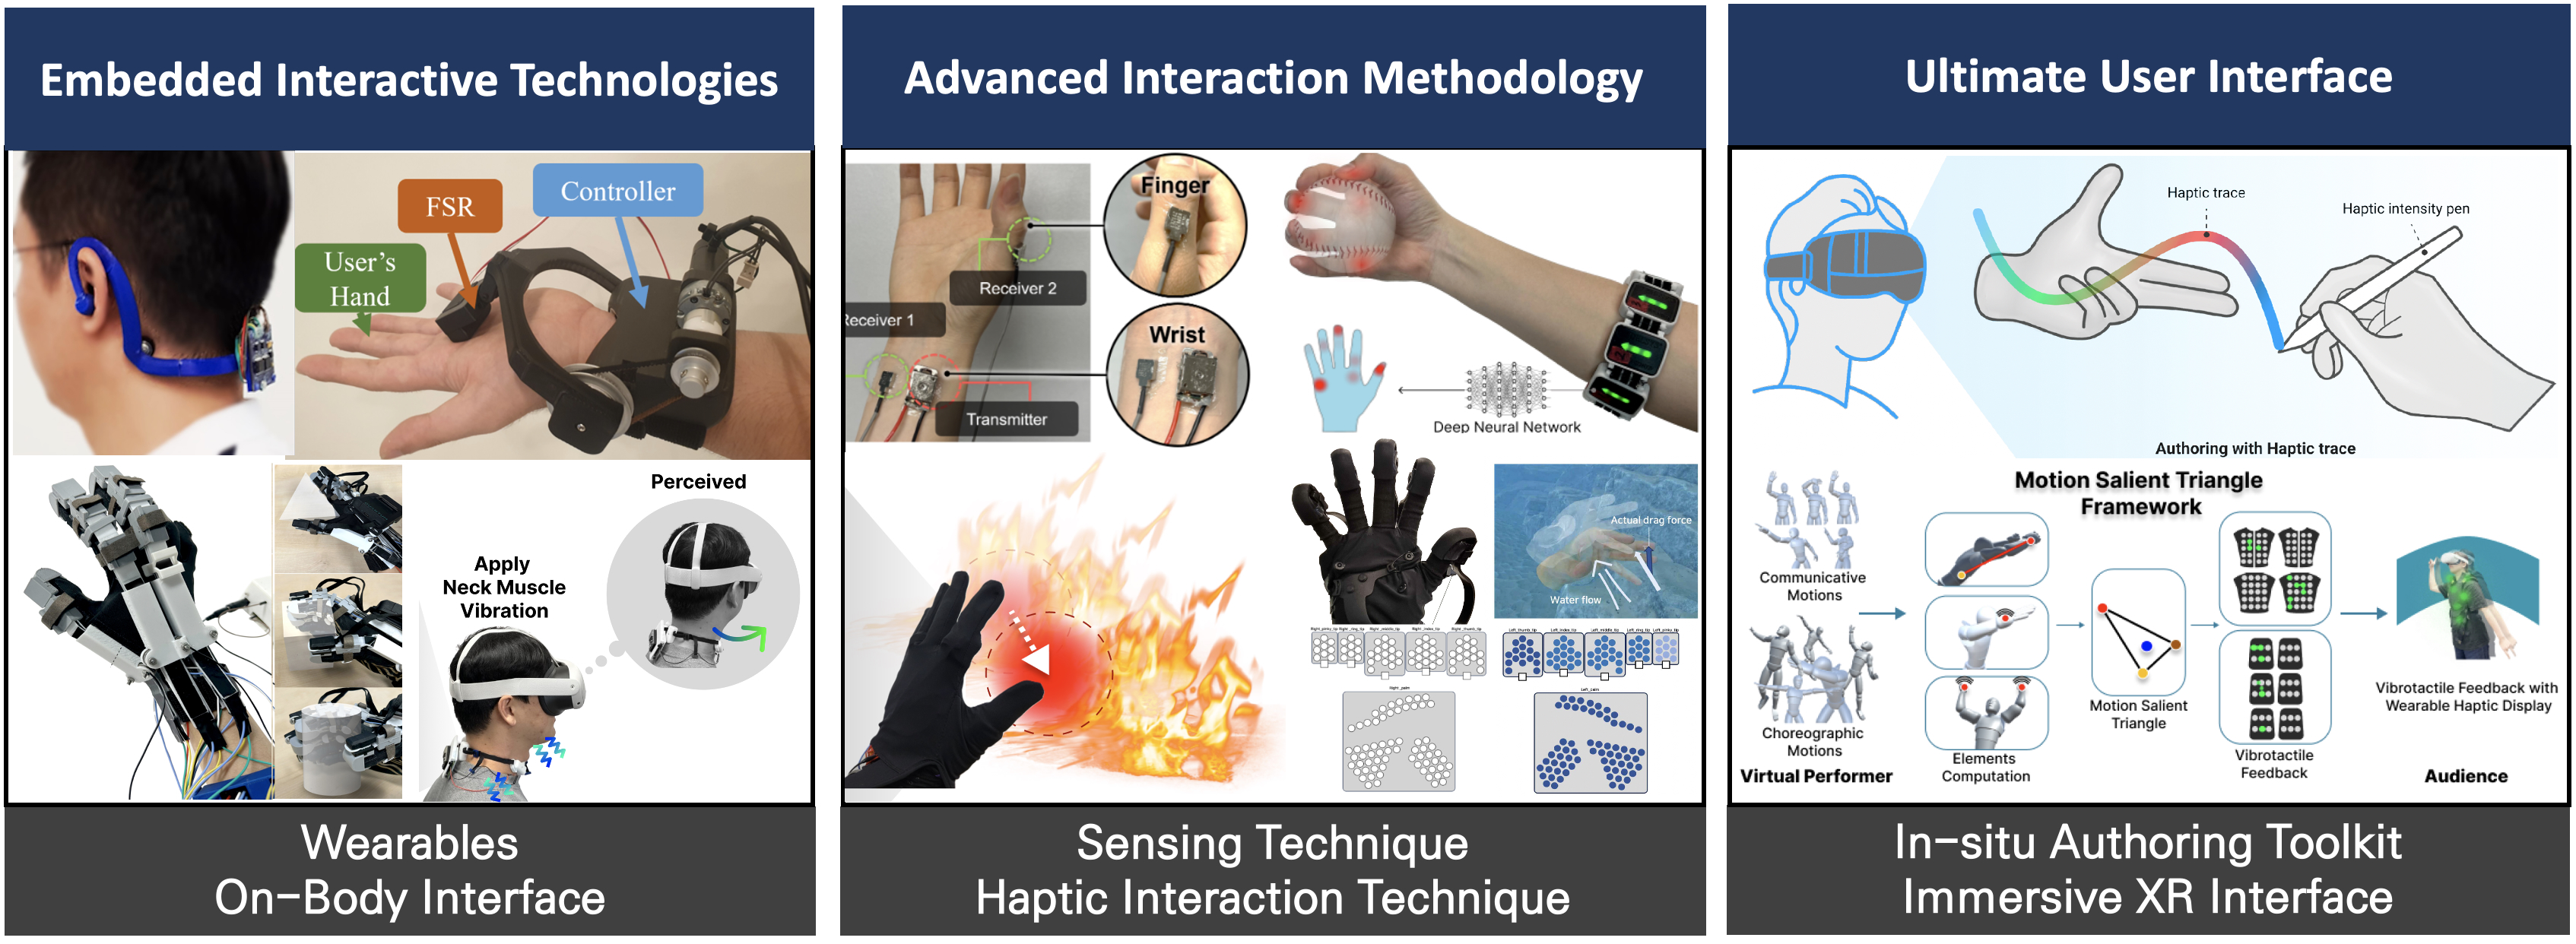 Embedded Interactive Technologies
FSR
Controller
User's
Hand
Perceived
Apply
Neck Muscle
Vibration
Wearables
On-Body Interface
Advanced Interaction Methodology
Finger
Receiver 2
Receiver 1
Wrist
Transmitter
Deep Neural Network
Actual drag force
Water flow
Sensing Technique
Haptic Interaction Technique
Ultimate User Interface
Haptic trace
Haptic intensity pen
Authoring with Haptic trace
Motion Salient Triangle
Framework
Communicative
Motions
Choreographic
Motions
Virtual Performer
Elements
Computation
Motion Salient
Triangle
Vibrotactile
Feedback
Vibrotactile Feedback with
Wearable Haptic Display
Audience
In-situ Authoring Toolkit
Immersive XR Interface